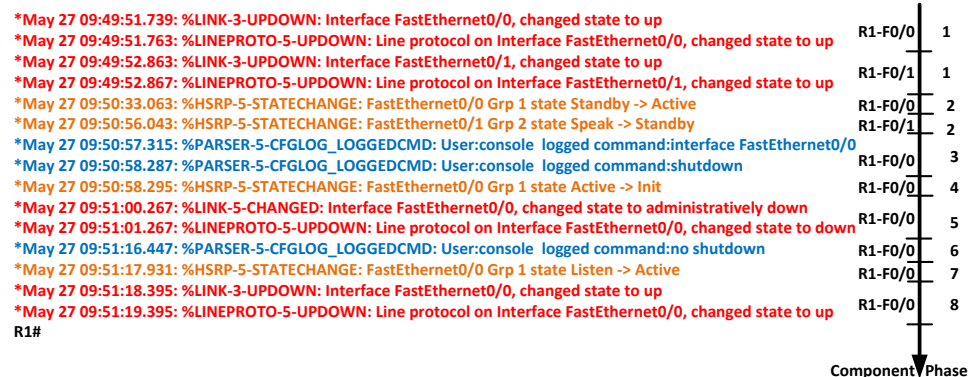 *May 27 09:49:51.739: %LINK-3-UPDOWN: Interface FastEthernet0/0, changed state to up
*May 27 09:49:51.763: %LINEPROTO-5-UPDOWN: Line protocol on Interface FastEthernet0/0, changed state to up
R1-F0/0 1
*May 27 09:49:52.863: %LINK-3-UPDOWN: Interface FastEthernet0/1, changed state to up
*May 27 09:49:52.867: %LINEPROTO-5-UPDOWN: Line protocol on Interface FastEthernet0/1, changed state to up
R1-F0/1 1
*May 27 09:50:33.063: %HSRP-5-STATECHANGE: FastEthernet0/0 Grp 1 state Standby -> Active R1-F0/0 2
*May 27 09:50:56.043: %HSRP-5-STATECHANGE: FastEthernet0/1 Grp 2 state Speak -> Standby R1-F0/1 2
*May 27 09:50:57.315: %PARSER-5-CFGLOG_LOGGEDCMD: User:console logged command:interface FastEthernet0/0
*May 27 09:50:58.287: %PARSER-5-CFGLOG_LOGGEDCMD: User:console logged command:shutdown
R1-F0/0 3
*May 27 09:50:58.295: %HSRP-5-STATECHANGE: FastEthernet0/0 Grp 1 state Active -> Init R1-F0/0 4
*May 27 09:51:00.267: %LINK-5-CHANGED: Interface FastEthernet0/0, changed state to administratively down
*May 27 09:51:01.267: %LINEPROTO-5-UPDOWN: Line protocol on Interface FastEthernet0/0, changed state to down
R1-F0/0 5
*May 27 09:51:16.447: %PARSER-5-CFGLOG_LOGGEDCMD: User:console logged command:no shutdown R1-F0/0 6
*May 27 09:51:17.931: %HSRP-5-STATECHANGE: FastEthernet0/0 Grp 1 state Listen -> Active R1-F0/0 7
*May 27 09:51:18.395: %LINK-3-UPDOWN: Interface FastEthernet0/0, changed state to up
*May 27 09:51:19.395: %LINEPROTO-5-UPDOWN: Line protocol on Interface FastEthernet0/0, changed state to up
R1-F0/0 8
R1#
Component Phase